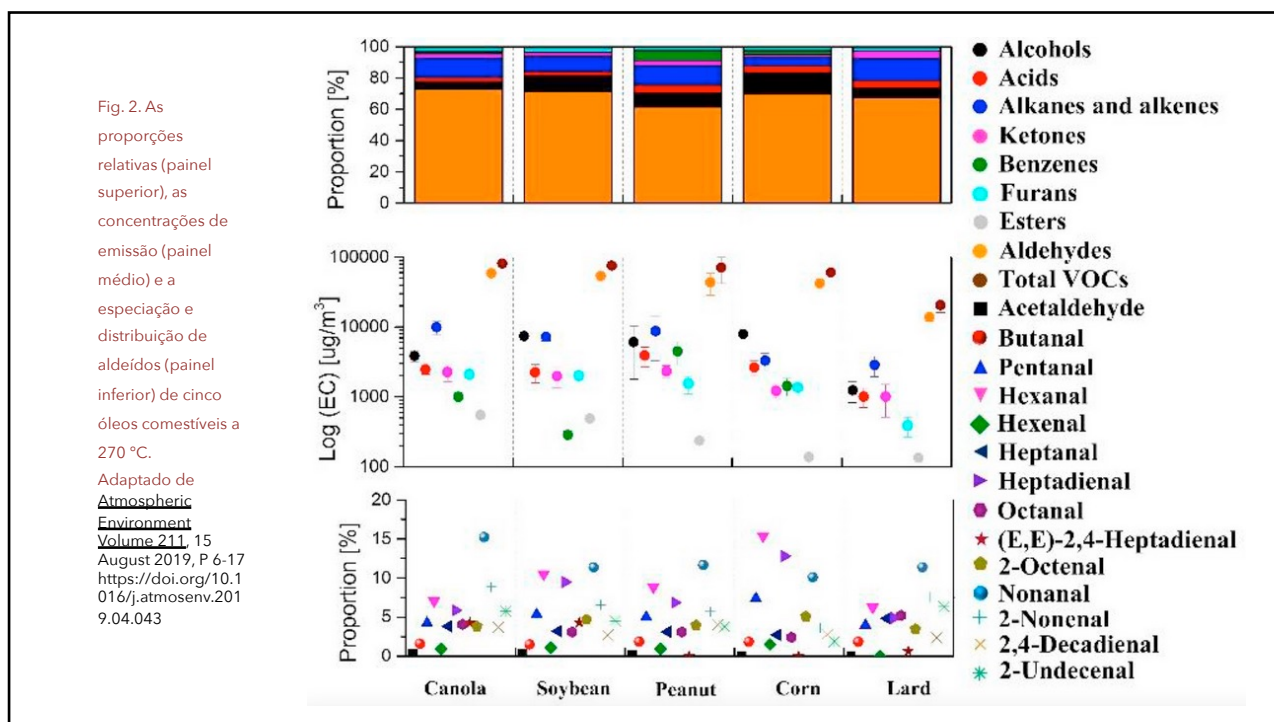 Fig. 2. As
proporções
relativas (painel
superior), as
concentrações de
emissão (painel
médio) e a
especiação e
distribuição de
aldeídos (painel
inferior) de cinco
óleos comestíveis a
270 °C.
Adaptado de
Atmospheric
Environment
Volume 211, 15
August 2019, P 6-17
https://doi.org/10.1
016/j.atmosenv.201
9.04.043
Proportion [%]
100
80
60
40
20
0
Log (EC) [ug/m³]
100000
10000
1000
100
Proportion [%]
20
15
10
5
0
Canola Soybean Peanut Corn Lard
Alcohols
Acids
Alkanes and alkenes
Ketones
Benzenes
Furans
Esters
Aldehydes
Total VOCs
Acetaldehyde
Butanal
Pentanal
Hexanal
Hexenal
Heptanal
Heptadienal
Octanal
(E,E)-2,4-Heptadienal
2-Octenal
Nonanal
2-Nonenal
2,4-Decadienal
2-Undecenal